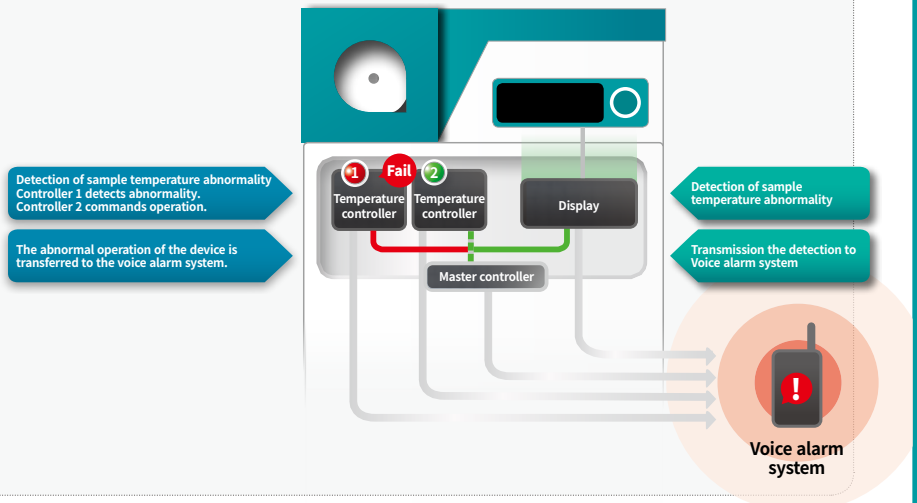 1
Fail
2
Temperature
controller
Temperature
controller
Display
Master controller
Detection of sample temperature abnormality
Controller 1 detects abnormality.
Controller 2 commands operation.
The abnormal operation of the device is
transferred to the voice alarm system.
Detection of sample
temperature abnormality
Transmission the detection to
Voice alarm system
!
Voice alarm
system